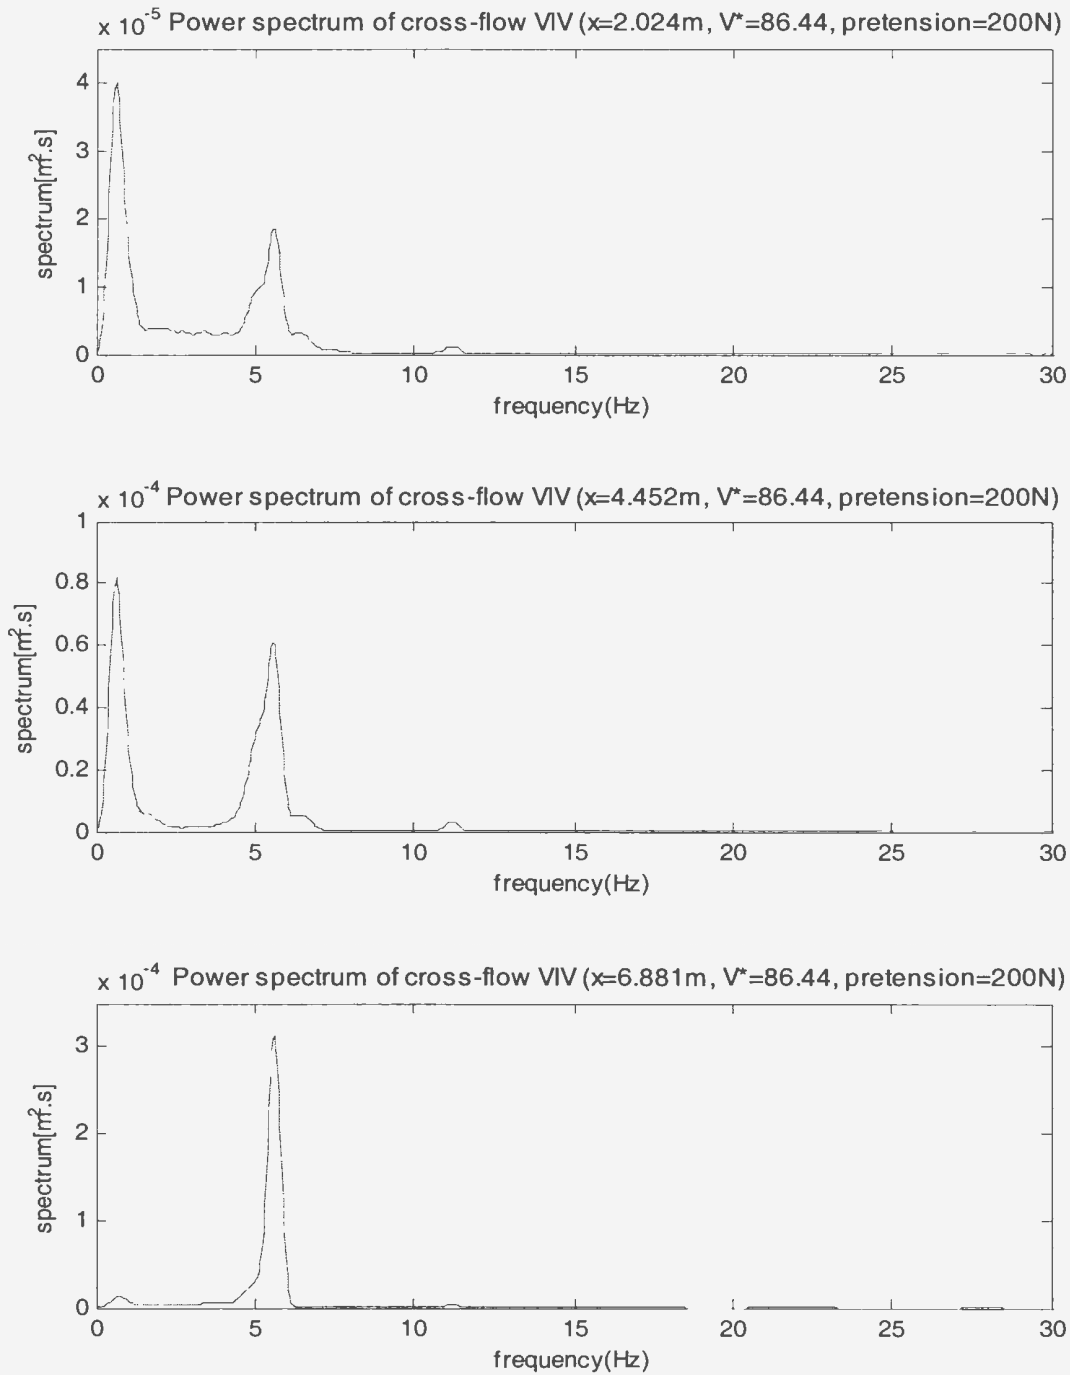 x 10^-5 Power spectrum of cross-flow VIV (x=2.024m, V*=86.44, pretension=200N)
4
3
2
1
0
spectrum[m².s]
0 5 10 15 20 25 30
frequency(Hz)
x 10^-4 Power spectrum of cross-flow VIV (x=4.452m, V*=86.44, pretension=200N)
1
0.8
0.6
0.4
0.2
0
spectrum[m².s]
0 5 10 15 20 25 30
frequency(Hz)
x 10^-4 Power spectrum of cross-flow VIV (x=6.881m, V*=86.44, pretension=200N)
3
2
1
0
spectrum[m².s]
0 5 10 15 20 25 30
frequency(Hz)